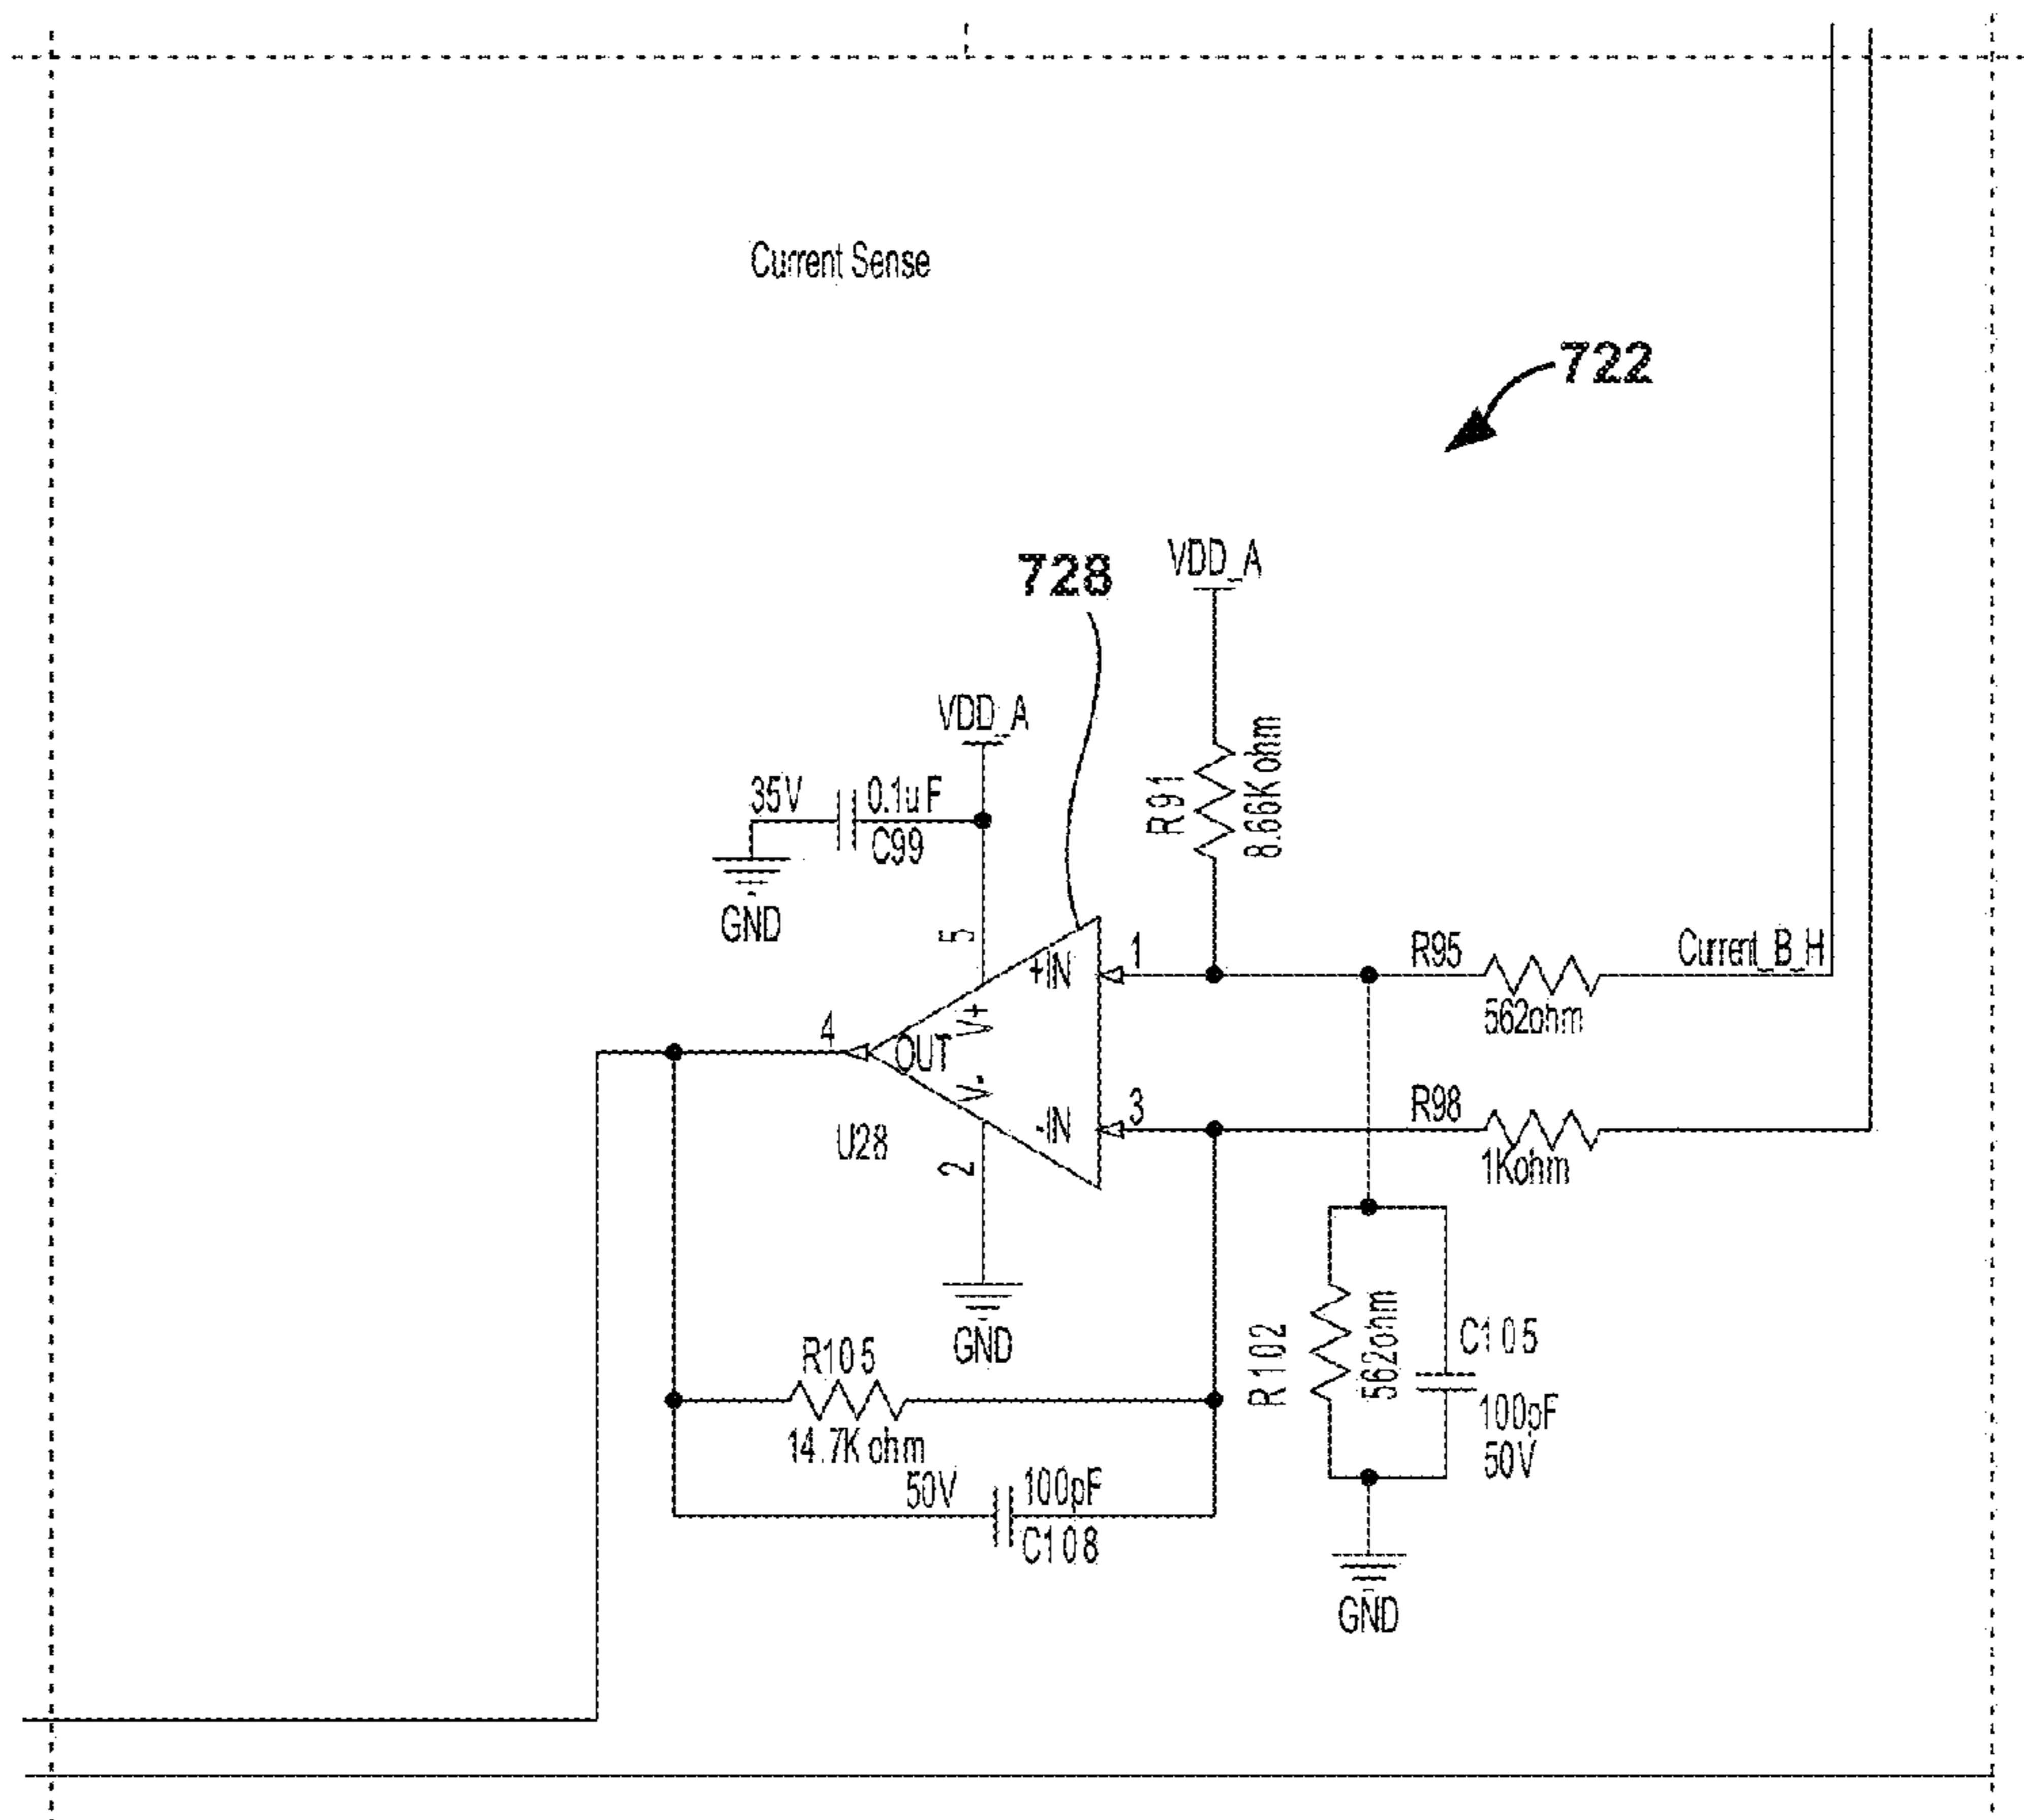 Current Sense
722
728
VDD_A
VDD_A
R91
8.66K ohm
35V
0.1uF
C99
GND
5
+IN
1
R95
562ohm
Current_B_H
4
OUT
V+
V-
-IN
3
R98
1Kohm
U28
2
GND
R102
562ohm
C105
100pF
50V
R105
14.7K ohm
50V
100pF
C108
GND